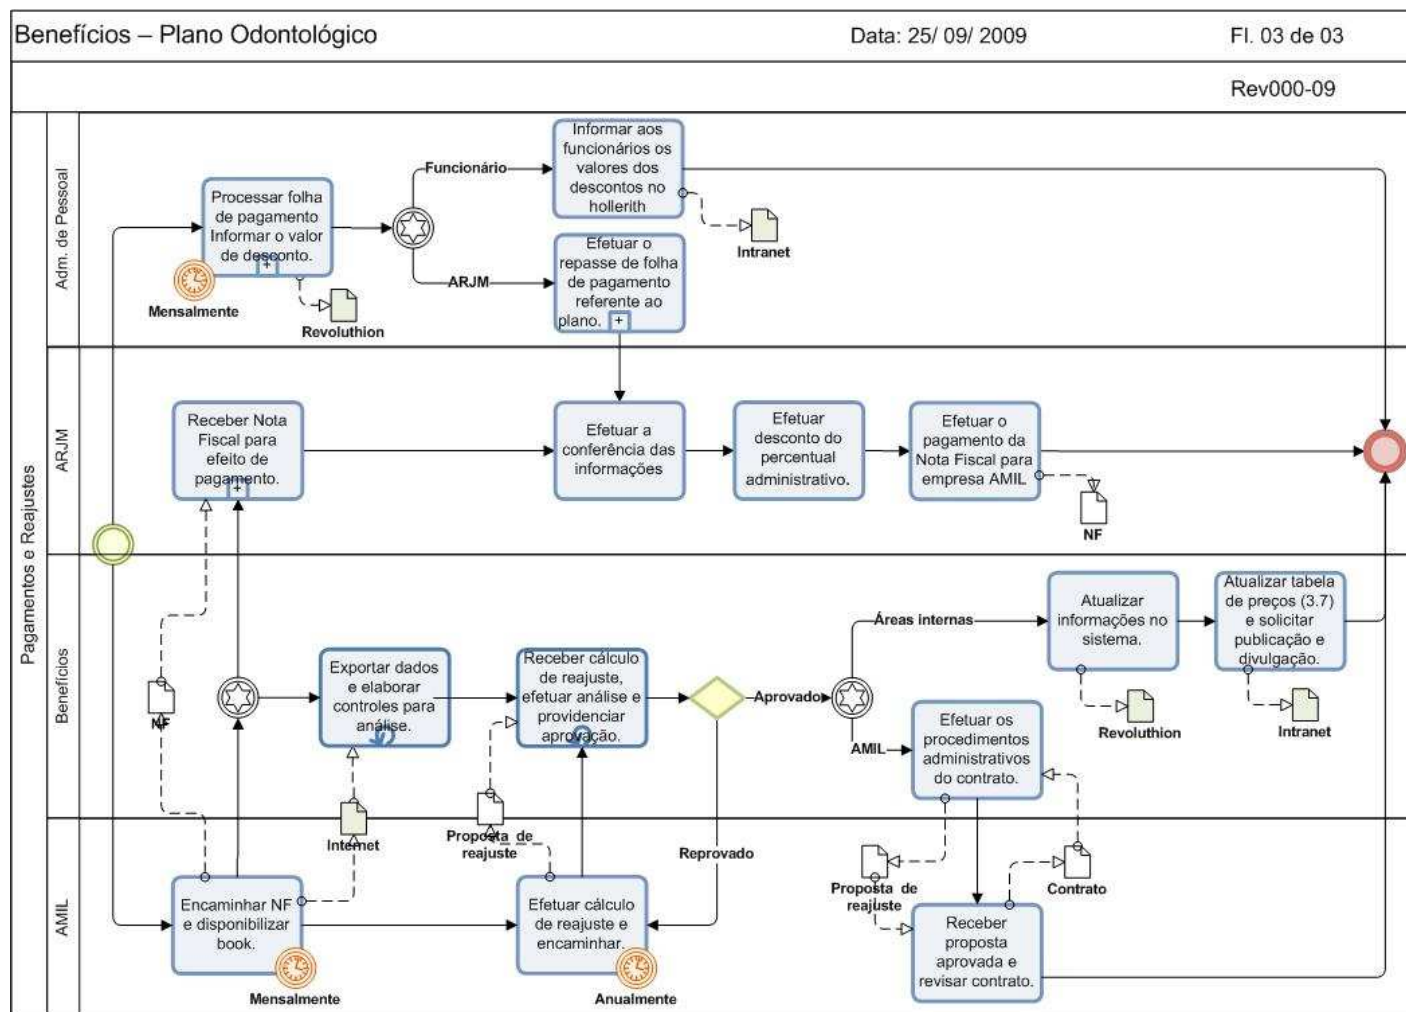 Benefícios – Plano Odontológico
Data: 25/ 09/ 2009
Fl. 03 de 03
Rev000-09
Pagamentos e Reajustes
Adm. de Pessoal
Processar folha
de pagamento
Informar o valor
de desconto.
Mensalmente
Revoluthion
Funcionário
ARJM
Informar aos
funcionários os
valores dos
descontos no
hollerith
Intranet
Efetuar o
repasse de folha
de pagamento
referente ao
plano.
ARJM
Receber Nota
Fiscal para
efeito de
pagamento.
Efetuar a
conferência das
informações
Efetuar
desconto do
percentual
administrativo.
Efetuar o
pagamento da
Nota Fiscal para
empresa AMIL
NF
Benefícios
NF
Exportar dados
e elaborar
controles para
análise.
Receber cálculo
de reajuste,
efetuar análise e
providenciar
aprovação.
Aprovado
Áreas internas
AMIL
Atualizar
informações no
sistema.
Revoluthion
Atualizar tabela
de preços (3.7)
e solicitar
publicação e
divulgação.
Intranet
Efetuar os
procedimentos
administrativos
do contrato.
AMIL
Internet
Proposta de
reajuste
Reprovado
Encaminhar NF
e disponibilizar
book.
Mensalmente
Efetuar cálculo
de reajuste e
encaminhar.
Anualmente
Proposta de
reajuste
Contrato
Receber
proposta
aprovada e
revisar contrato.